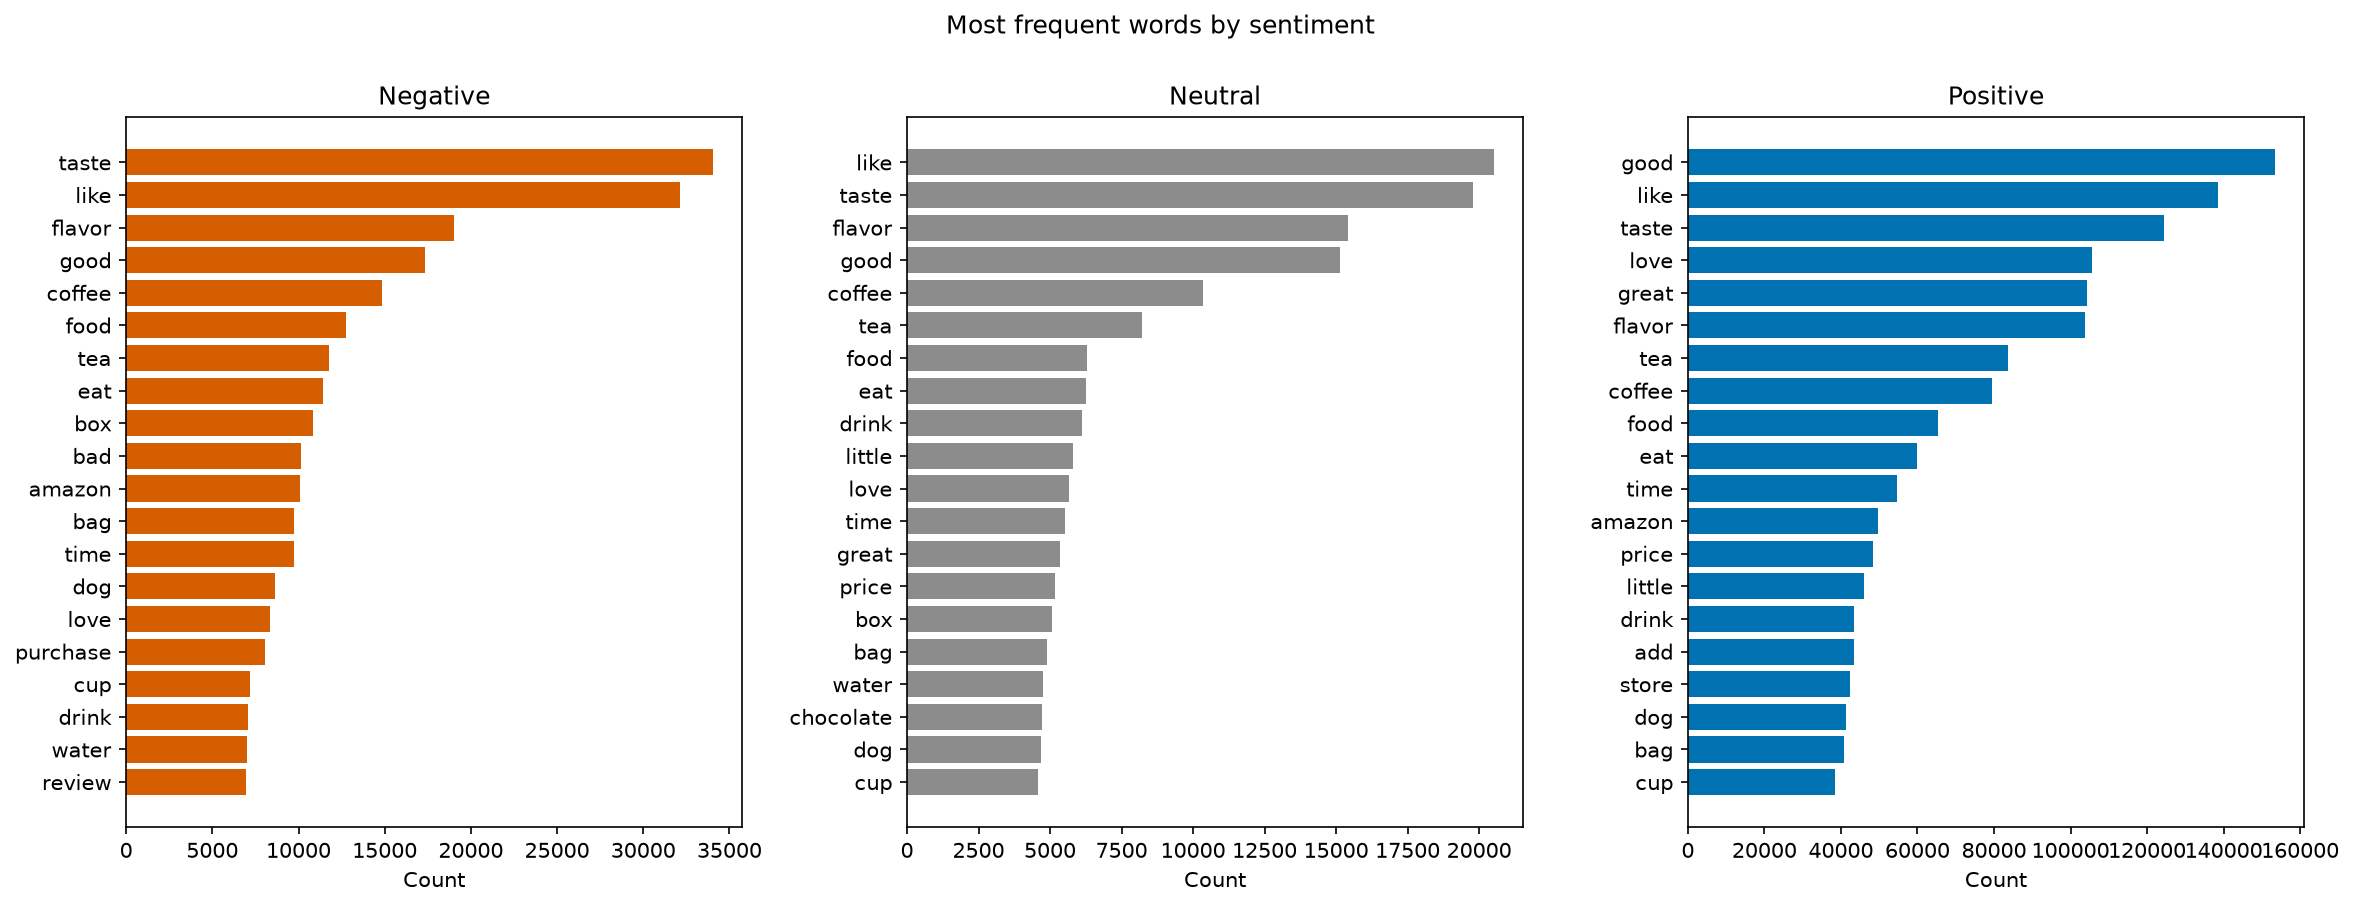 Most frequent words by sentiment
Negative
taste
like
flavor
good
coffee
food
tea
eat
box
bad
amazon
bag
time
dog
love
purchase
cup
drink
water
review
0 5000 10000 15000 20000 25000 30000 35000
Count
Neutral
like
taste
flavor
good
coffee
tea
food
eat
drink
little
love
time
great
price
box
bag
water
chocolate
dog
cup
0 2500 5000 7500 10000 12500 15000 17500 20000
Count
Positive
good
like
taste
love
great
flavor
tea
coffee
food
eat
time
amazon
price
little
drink
add
store
dog
bag
cup
0 20000 40000 60000 80000 100000 120000 140000 160000
Count